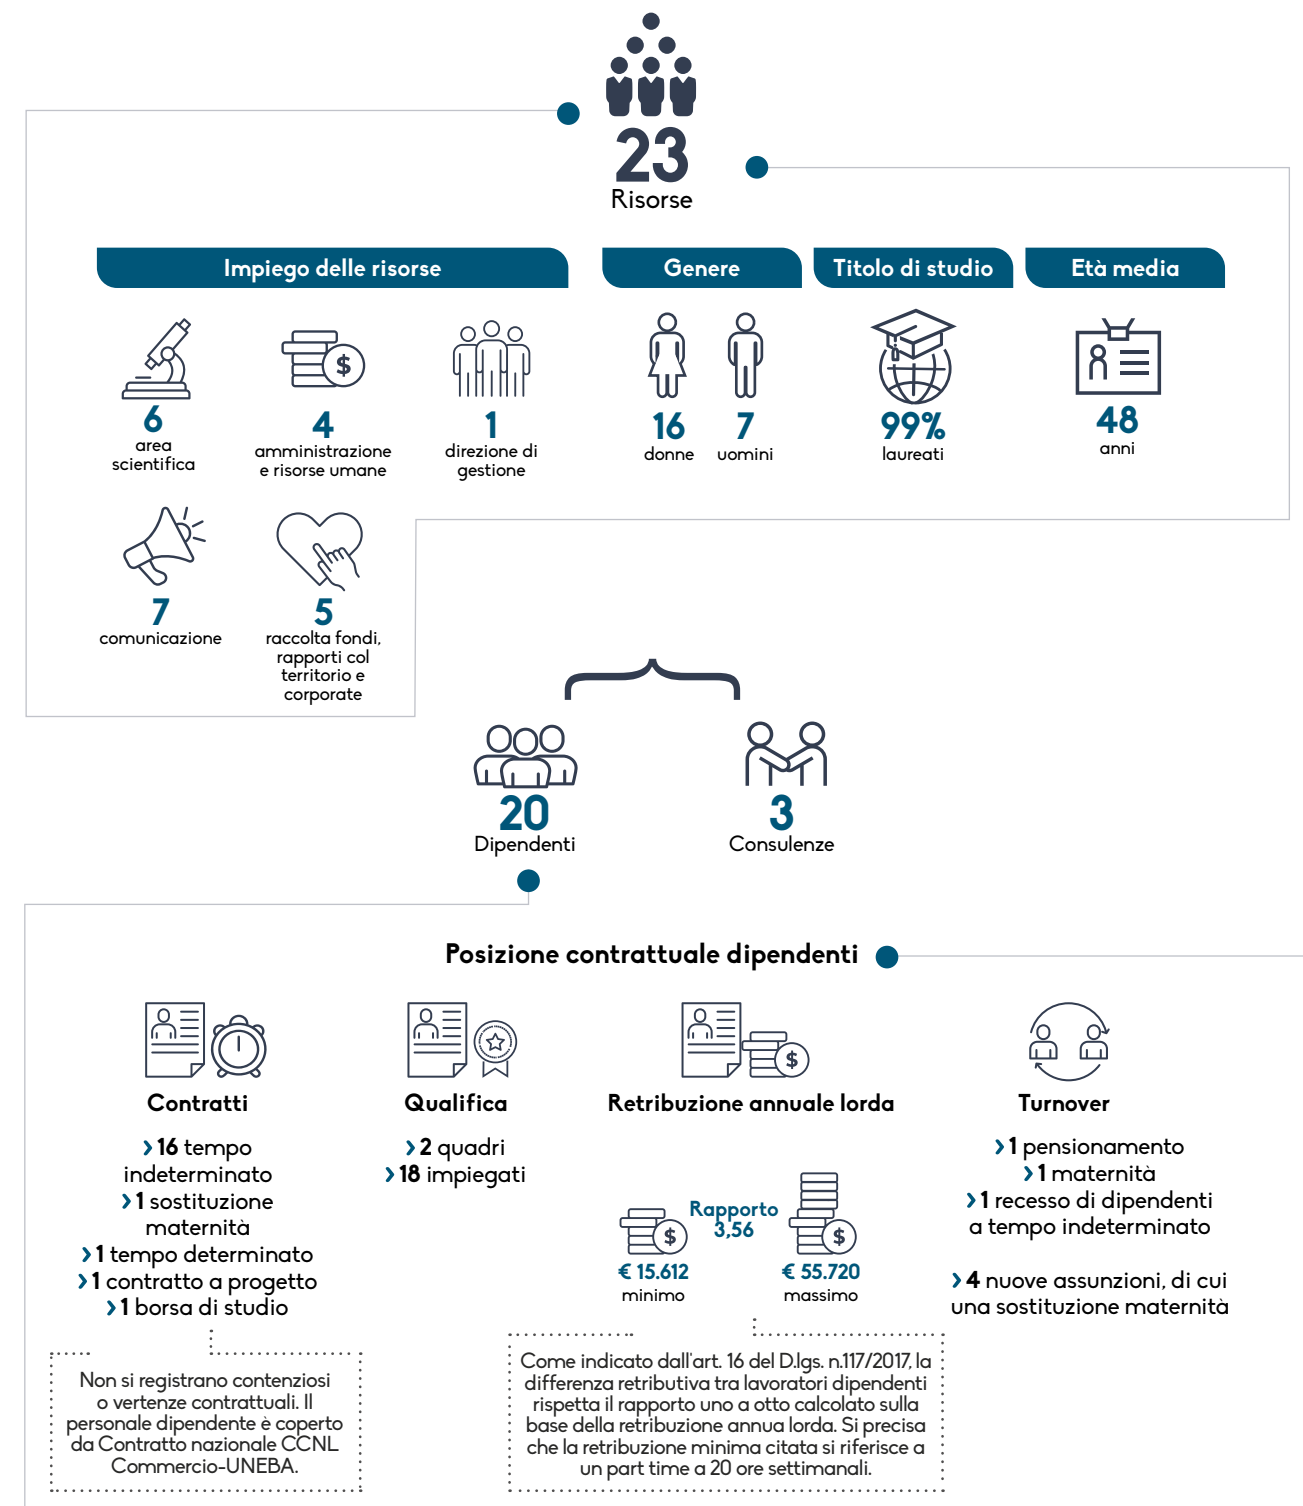 23
Risorse
Impiego delle risorse
Genere
Titolo di studio
Età media
6
area
scientifica
$
4
amministrazione
e risorse umane
1
direzione di
gestione
16
donne
7
uomini
99%
laureati
48
anni
7
comunicazione
5
raccolta fondi,
rapporti col
territorio e
corporate
20
Dipendenti
3
Consulenze
Posizione contrattuale dipendenti
Contratti
› 16 tempo
indeterminato
› 1 sostituzione
maternità
› 1 tempo determinato
› 1 contratto a progetto
› 1 borsa di studio
Non si registrano contenziosi
o vertenze contrattuali. Il
personale dipendente è coperto
da Contratto nazionale CCNL
Commercio-UNEBA.
Qualifica
› 2 quadri
› 18 impiegati
$
Retribuzione annuale lorda
$
€ 15.612
minimo
Rapporto
3,56
$
€ 55.720
massimo
Come indicato dall'art. 16 del D.lgs. n.117/2017, la
differenza retributiva tra lavoratori dipendenti
rispetta il rapporto uno a otto calcolato sulla
base della retribuzione annua lorda. Si precisa
che la retribuzione minima citata si riferisce a
un part time a 20 ore settimanali.
Turnover
› 1 pensionamento
› 1 maternità
› 1 recesso di dipendenti
a tempo indeterminato
› 4 nuove assunzioni, di cui
una sostituzione maternità